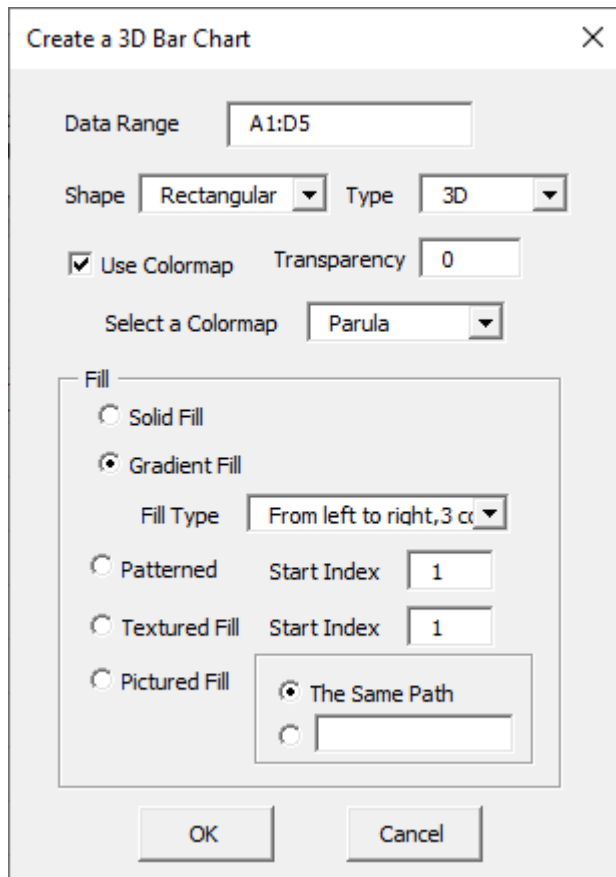 Create a 3D Bar Chart
Data Range A1:D5
Shape Rectangular Type 3D
Use Colormap Transparency 0
Select a Colormap Parula
Fill
Solid Fill
Gradient Fill
Fill Type From left to right,3 co
Patterned Start Index 1
Textured Fill Start Index 1
Pictured Fill
The Same Path
OK Cancel